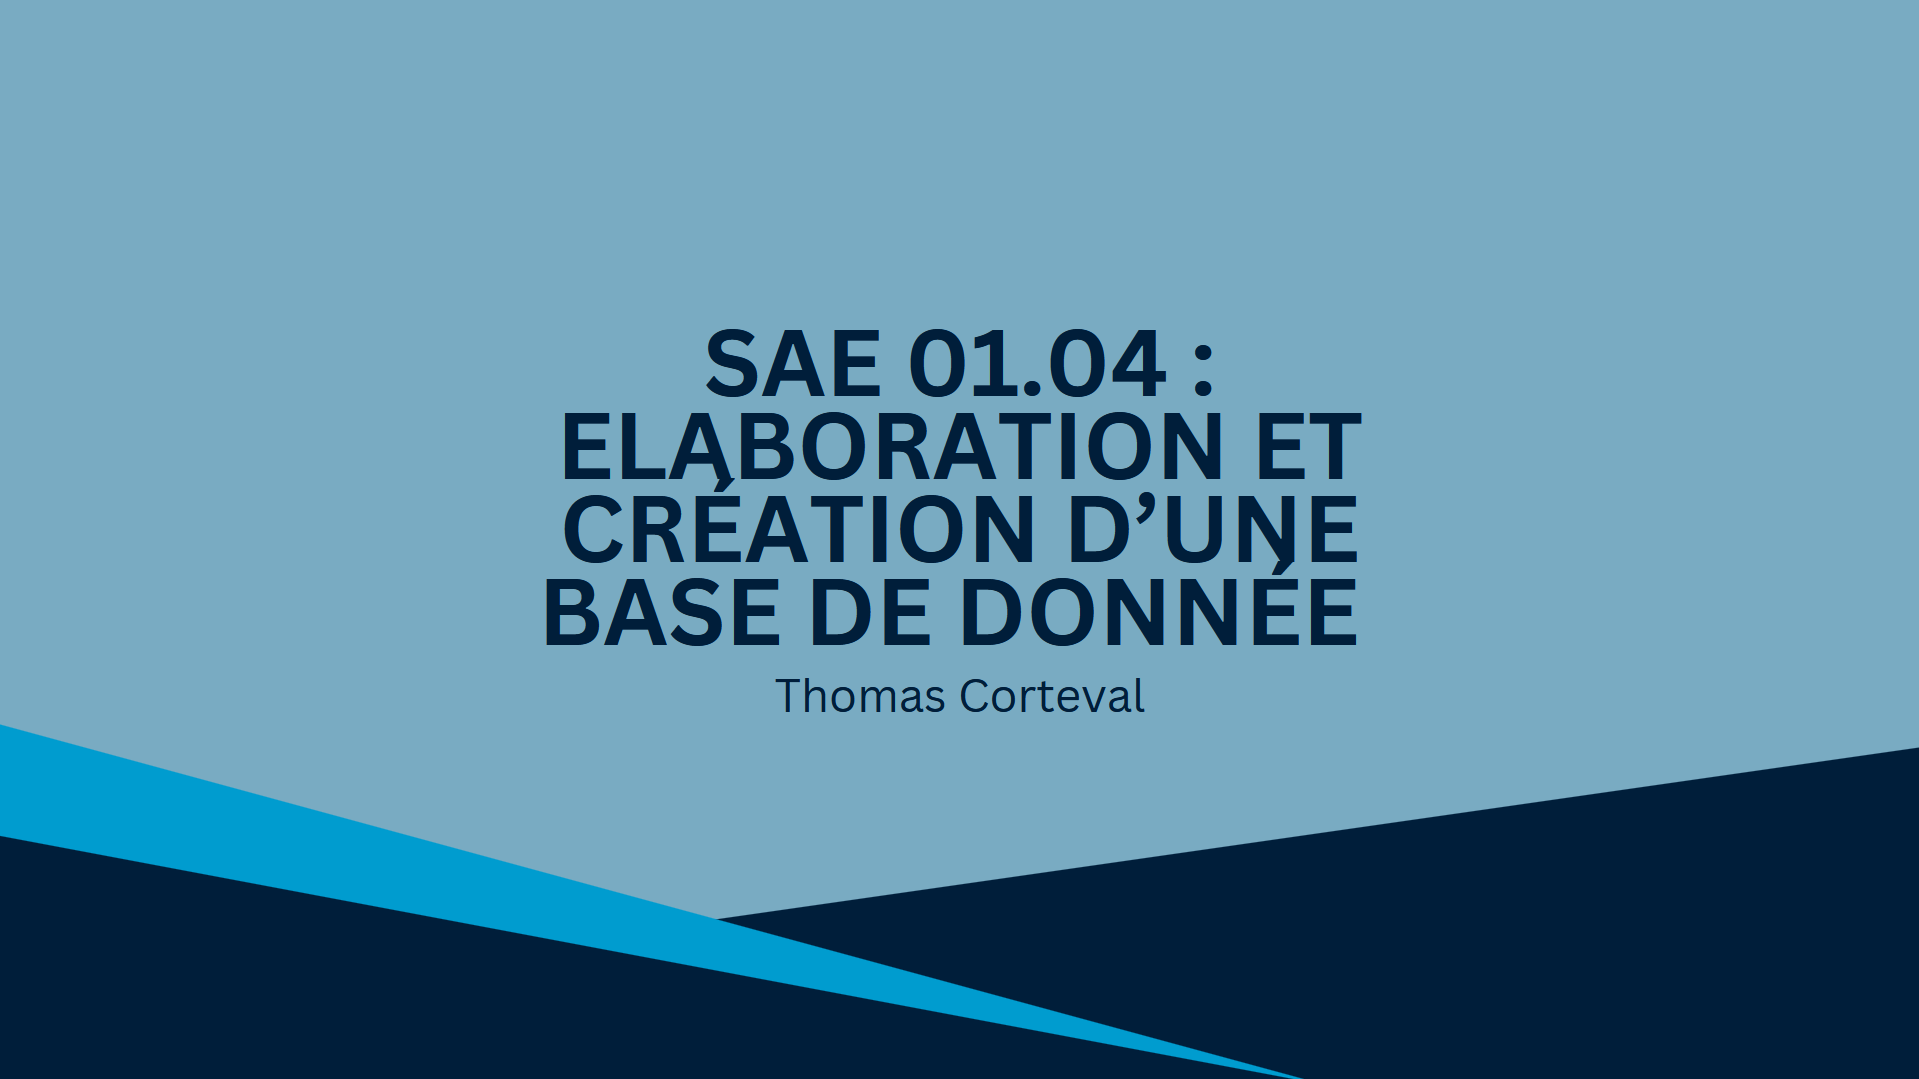 SAE 01.04 :
ELABORATION ET
CRÉATION D’UNE
BASE DE DONNÉE
Thomas Corteval